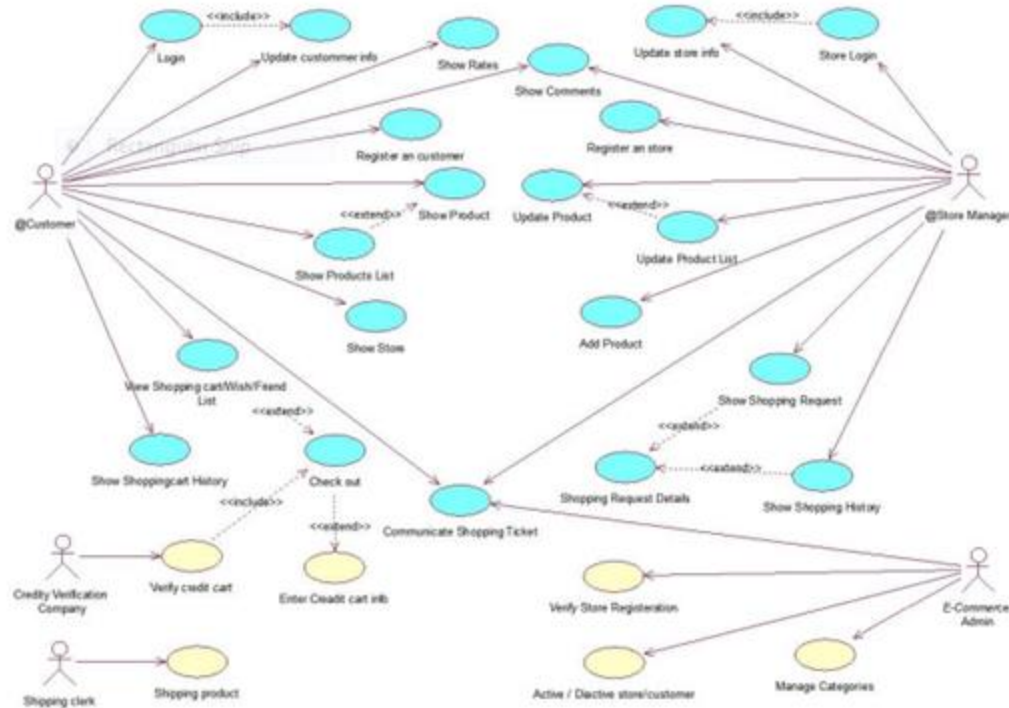 <<include>>
<<include>>
Login
Update custommer info
Show Rates
Update store info
Store Login
Show Comments
Rectangular Snip
Register an customer
Register an store
@Customer
<<extend>>
Show Product
Update Product
<<extend>>
@Store Manager
Show Products List
Update Product List
Show Store
Add Product
View Shopping cart/Wish/Friend
List
Show Shopping Request
<<extend>>
<<extend>>
<<extend>>
Show Shoppingcart History
Check out
Shopping Request Details
Show Shopping History
<<include>>
<<extend>>
Communicate Shopping Ticket
Credity Verification
Company
Verify credit cart
Enter Creadit cart info
Verify Store Registeration
E-Commerce
Admin
Shipping clerk
Shipping product
Active / Diactive store/customer
Manage Categories